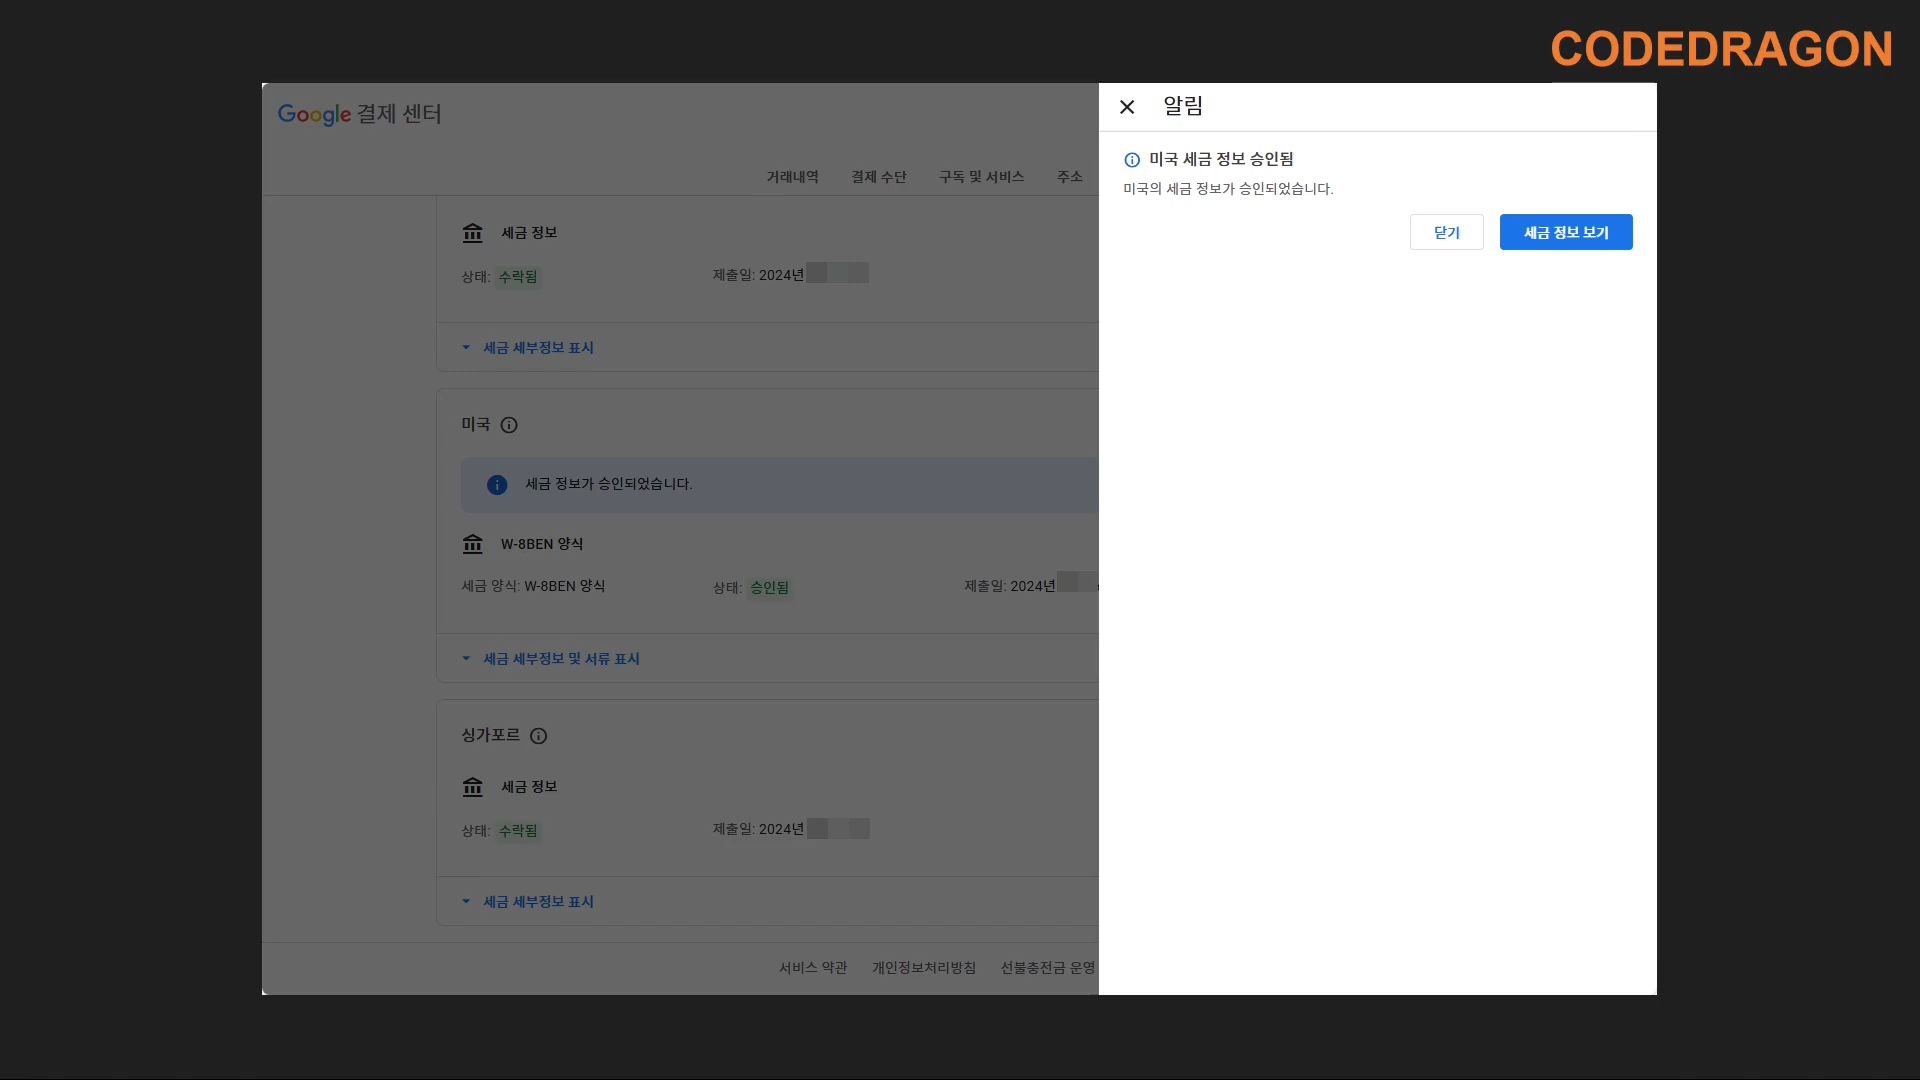 CODEDRAGON
Google 결제 센터
거래내역 결제 수단 구독 및 서비스 주소
세금 정보
상태: 수락됨 제출일: 2024년
세금 세부정보 표시
미국
세금 정보가 승인되었습니다.
W-8BEN 양식
세금 양식: W-8BEN 양식 상태: 승인됨 제출일: 2024년
세금 세부정보 및 서류 표시
싱가포르
세금 정보
상태: 수락됨 제출일: 2024년
세금 세부정보 표시
서비스 약관 개인정보처리방침 선불충전금 운영
알림
미국 세금 정보 승인됨
미국의 세금 정보가 승인되었습니다.
닫기 세금 정보 보기